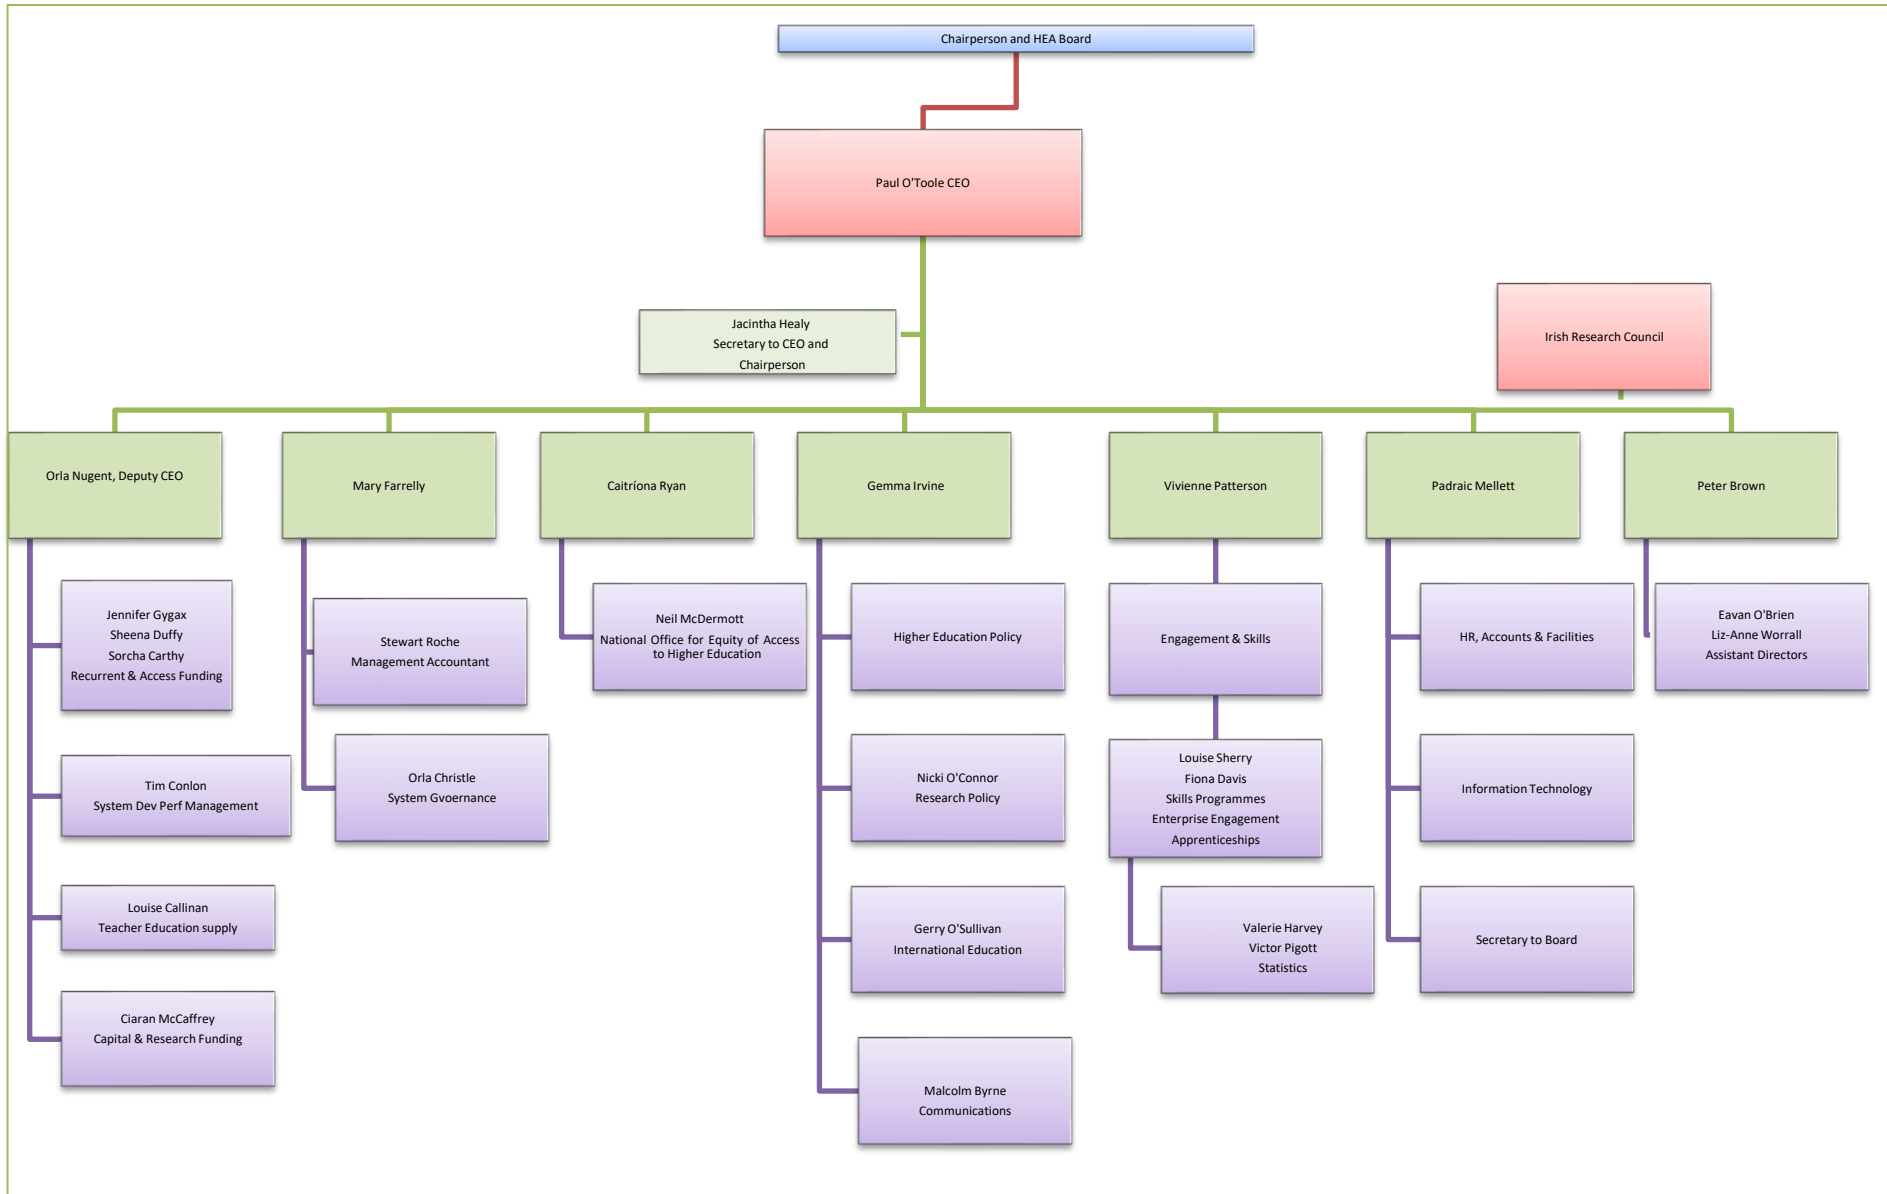 Chairperson and HEA Board
Paul O'Toole CEO
Jacintha Healy
Secretary to CEO and
Chairperson
Irish Research Council
Orla Nugent, Deputy CEO
Mary Farrelly
Caitríona Ryan
Gemma Irvine
Vivienne Patterson
Padraic Mellett
Peter Brown
Jennifer Gygax
Sheena Duffy
Sorcha Carthy
Recurrent & Access Funding
Tim Conlon
System Dev Perf Management
Louise Callinan
Teacher Education supply
Ciaran McCaffrey
Capital & Research Funding
Stewart Roche
Management Accountant
Orla Christle
System Gvoernance
Neil McDermott
National Office for Equity of Access
to Higher Education
Higher Education Policy
Nicki O'Connor
Research Policy
Gerry O'Sullivan
International Education
Malcolm Byrne
Communications
Engagement & Skills
Louise Sherry
Fiona Davis
Skills Programmes
Enterprise Engagement
Apprenticeships
Valerie Harvey
Victor Pigott
Statistics
HR, Accounts & Facilities
Information Technology
Secretary to Board
Eavan O'Brien
Liz-Anne Worrall
Assistant Directors